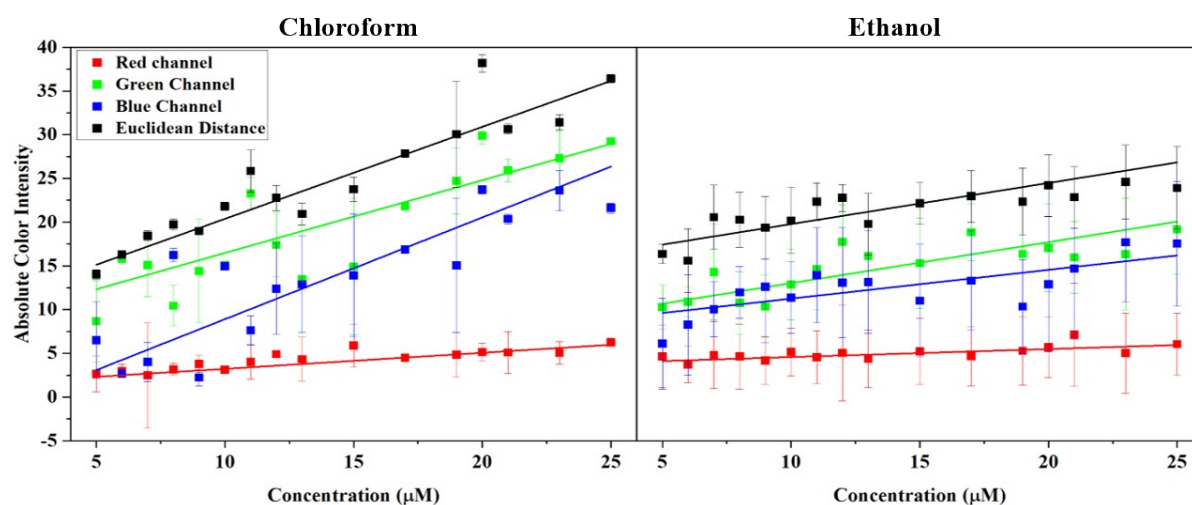 Chloroform Ethanol
40
35
30
25
20
15
10
5
0
-5
Absolute Color Intensity
Red channel
Green Channel
Blue Channel
Euclidean Distance
5 10 15 20 25 5 10 15 20 25
Concentration (μM) Concentration (μM)